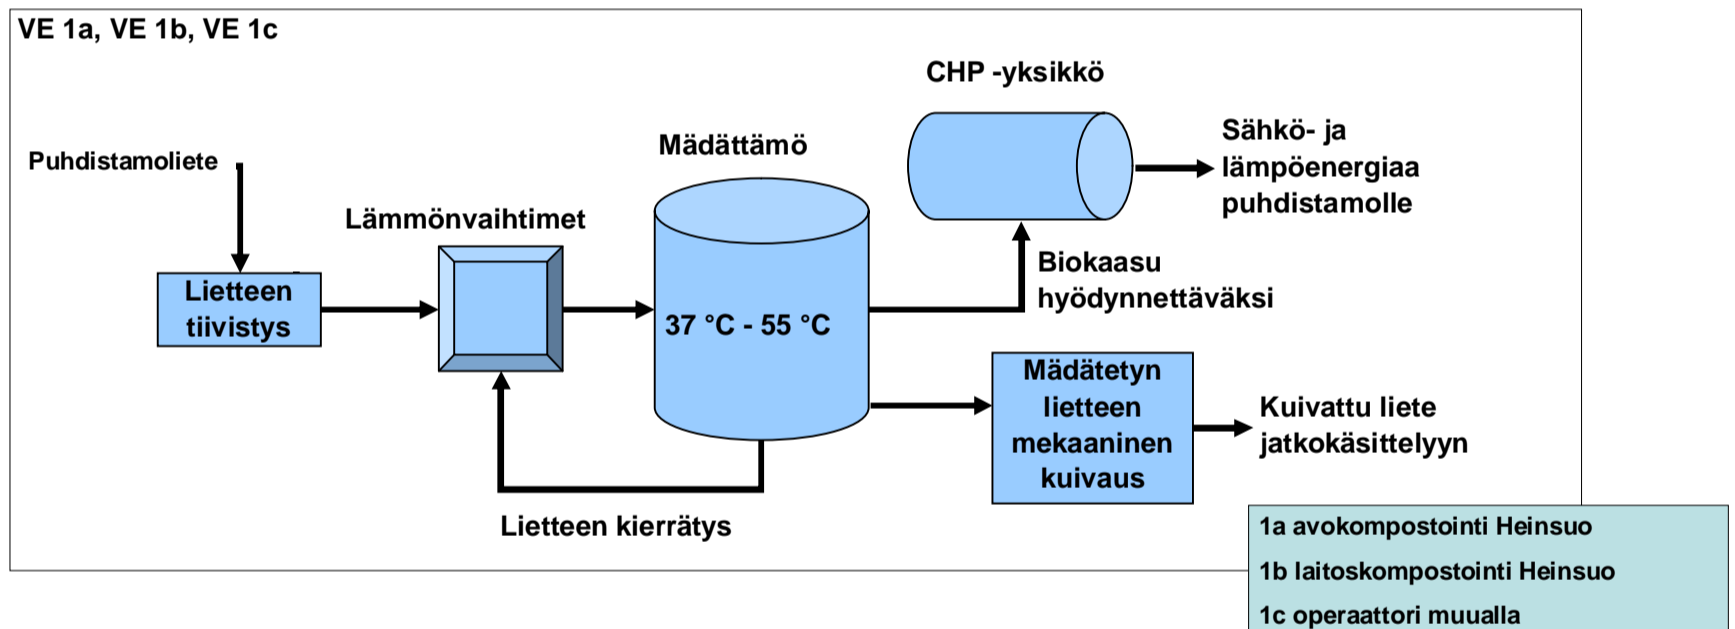 VE 1a, VE 1b, VE 1c
CHP -yksikkö
Sähkö- ja
lämpöenergiaa
puhdistamolle
Mädättämö
Puhdistamoliete
Lämmönvaihtimet
Lietteen
tiivistys
37 °C - 55 °C
Biokaasu
hyödynnettäväksi
Mädätetyn
lietteen
mekaaninen
kuivaus
Kuivattu liete
jatkokäsittelyyn
Lietteen kierrätys
1a avokompostointi Heinsuo
1b laitoskompostointi Heinsuo
1c operaattori muualla